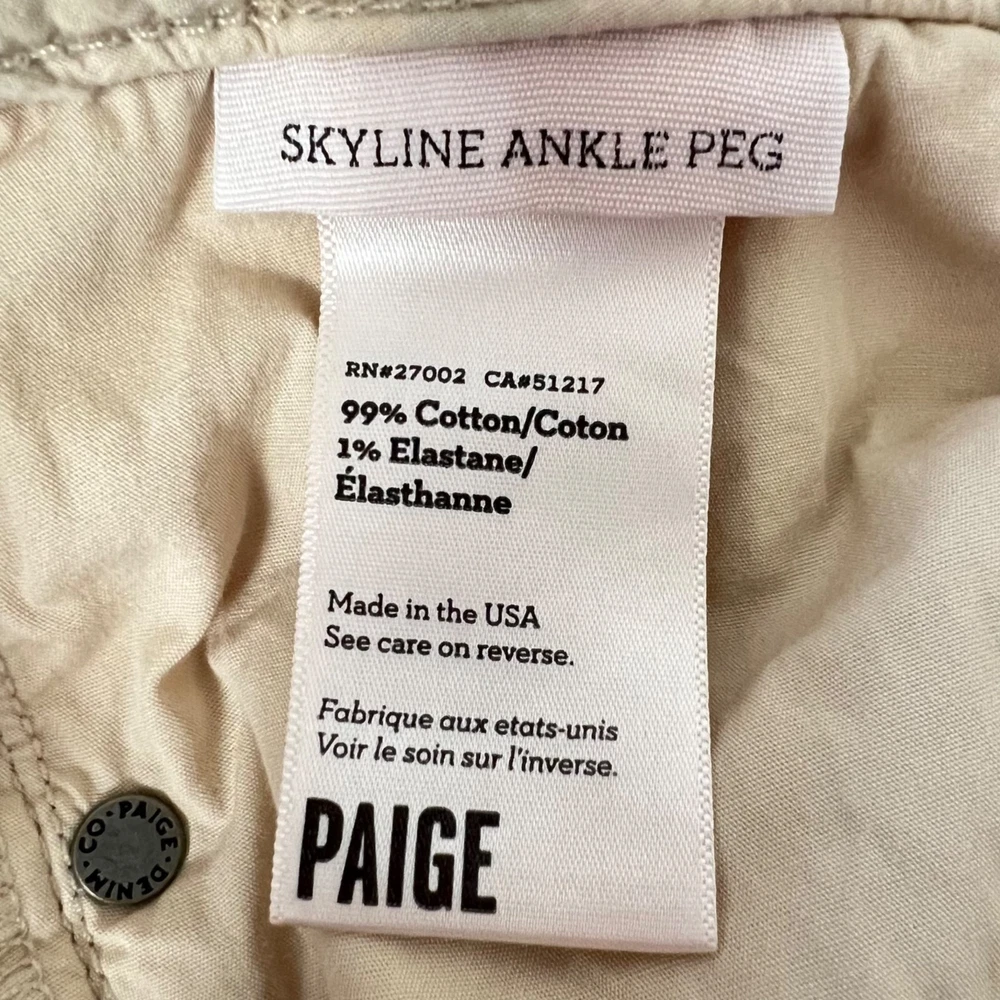 SKYLINE ANKLE PEG
RN#27002 CA#51217
99% Cotton/Coton
1% Elastane/
Élasthanne
Made in the USA
See care on reverse.
Fabrique aux etats-unis
Voir le soin sur l'inverse.
PAIGE
PAIGE·DENIM·CO·